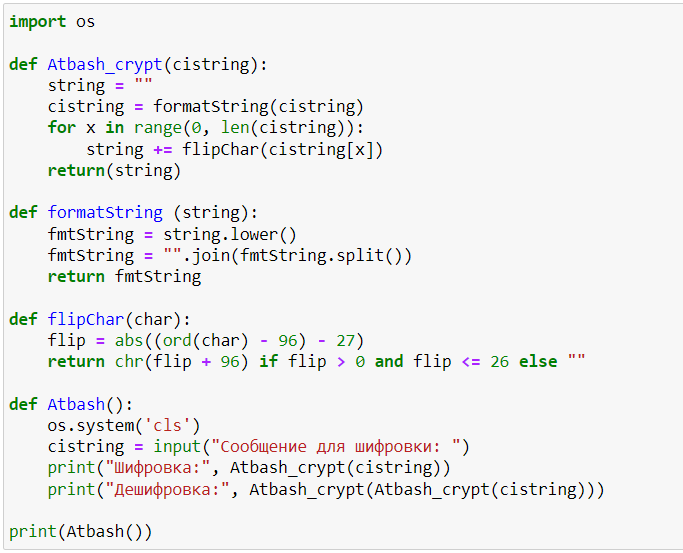 import os

def Atbash_crypt(cistring):
    string = ""
    cistring = formatString(cistring)
    for x in range(0, len(cistring)):
        string += flipChar(cistring[x])
    return(string)

def formatString (string):
    fmtString = string.lower()
    fmtString = "".join(fmtString.split())
    return fmtString

def flipChar(char):
    flip = abs((ord(char) - 96) - 27)
    return chr(flip + 96) if flip > 0 and flip <= 26 else ""

def Atbash():
    os.system('cls')
    cistring = input("Сообщение для шифровки: ")
    print("Шифровка:", Atbash_crypt(cistring))
    print("Дешифровка:", Atbash_crypt(Atbash_crypt(cistring)))

print(Atbash())